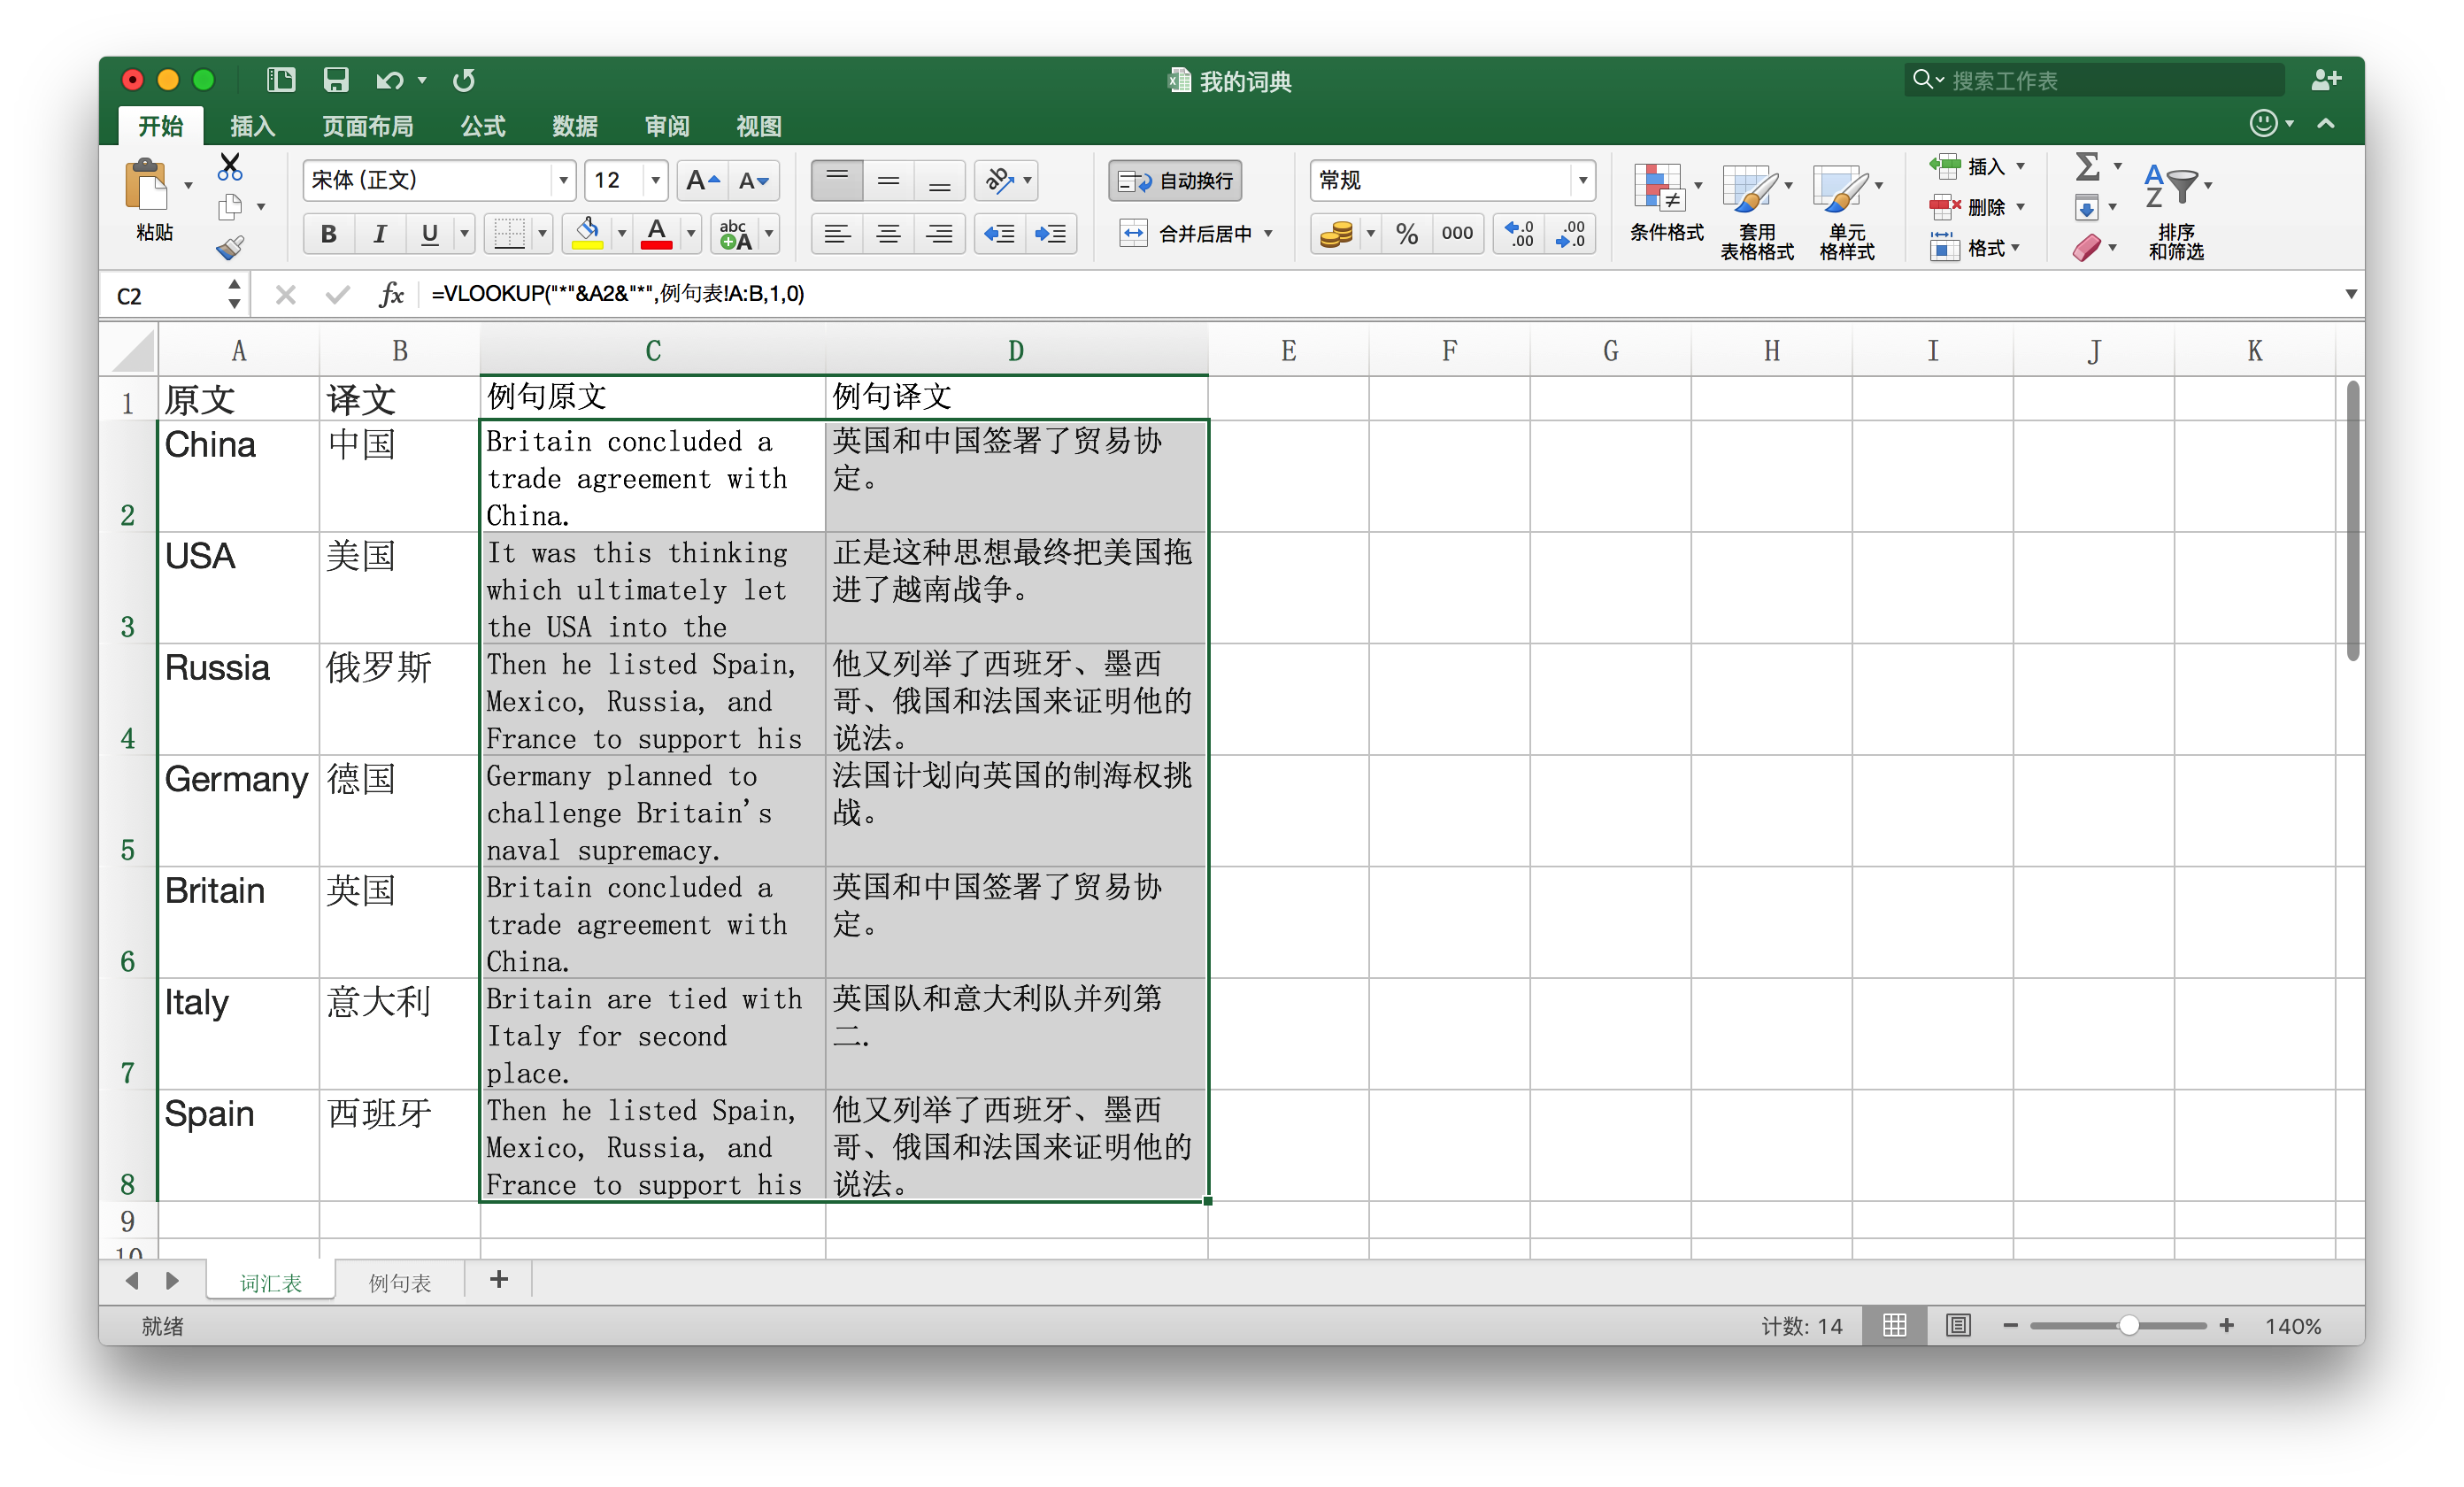 我的词典
搜索工作表
开始 插入 页面布局 公式 数据 审阅 视图
粘贴
宋体 (正文) 12 A A
B I U A abc A
自动换行
合并后居中
常规
% 000 .0 .00 .00 .0
条件格式
套用
表格格式
单元
格样式
插入
删除
格式
Σ
A
Z
排序
和筛选
C2 fx =VLOOKUP("*"&A2&"*",例句表!A:B,1,0)
A B C D E F G H I J K
1 原文 译文 例句原文 例句译文
2 China 中国
Britain concluded a
trade agreement with
China.
英国和中国签署了贸易协
定。
3 USA 美国
It was this thinking
which ultimately let
the USA into the
正是这种思想最终把美国拖
进了越南战争。
4 Russia 俄罗斯
Then he listed Spain,
Mexico, Russia, and
France to support his
他又列举了西班牙、墨西
哥、俄国和法国来证明他的
说法。
5 Germany 德国
Germany planned to
challenge Britain's
naval supremacy.
法国计划向英国的制海权挑
战。
6 Britain 英国
Britain concluded a
trade agreement with
China.
英国和中国签署了贸易协
定。
7 Italy 意大利
Britain are tied with
Italy for second
place.
英国队和意大利队并列第
二.
8 Spain 西班牙
Then he listed Spain,
Mexico, Russia, and
France to support his
他又列举了西班牙、墨西
哥、俄国和法国来证明他的
说法。
9
10
词汇表 例句表 +
就绪 计数: 14 140%